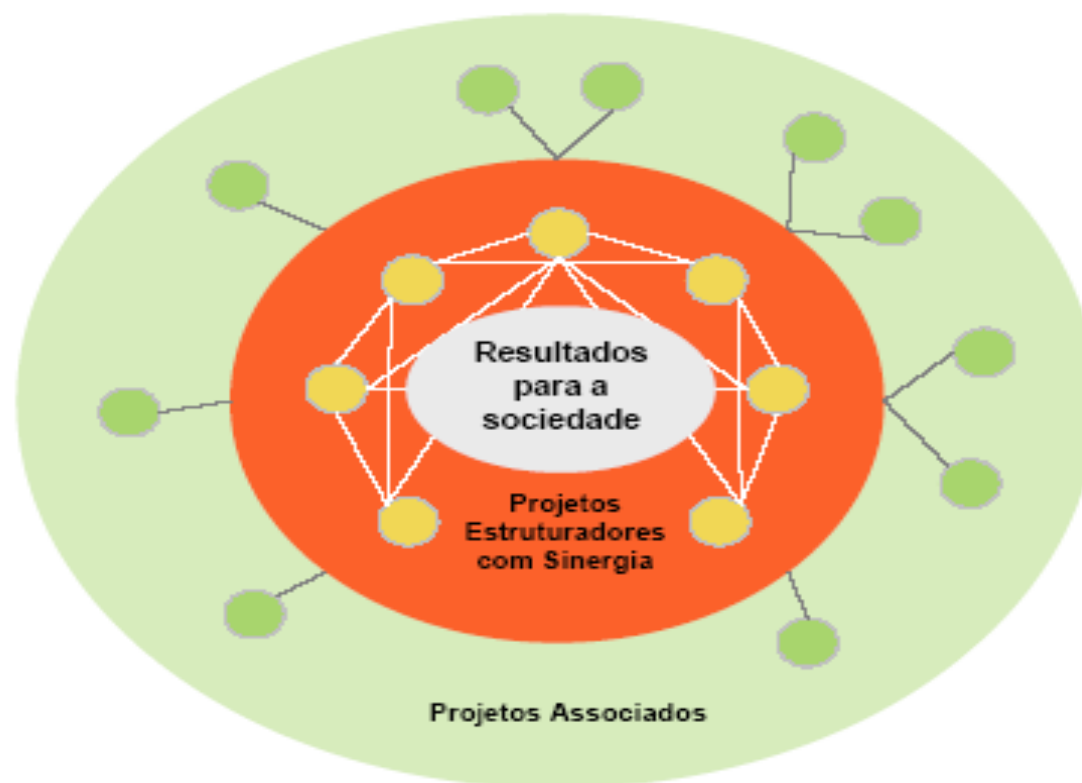 Resultados
para a
sociedade
Projetos
Estruturadores
com Sinergia
Projetos Associados